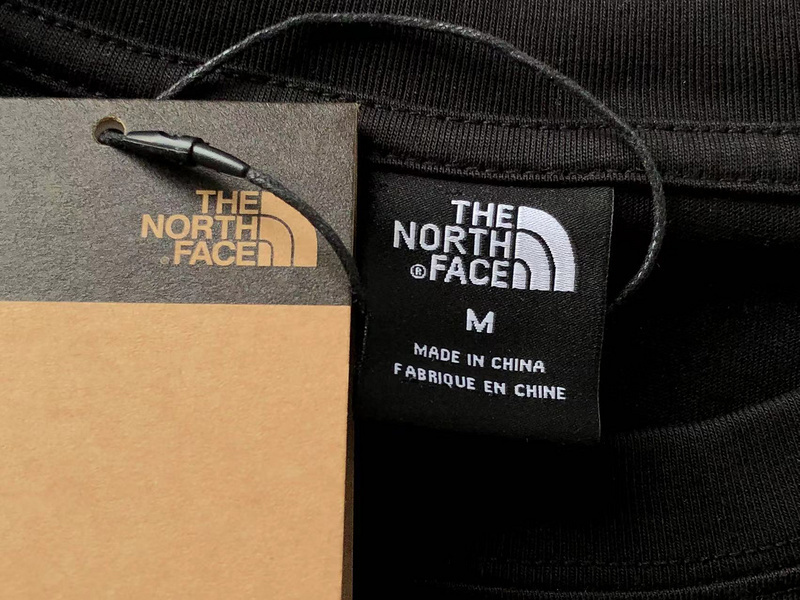 THE
NORTH
FACE
THE
NORTH
®FACE
M
MADE IN CHINA
FABRIQUE EN CHINE